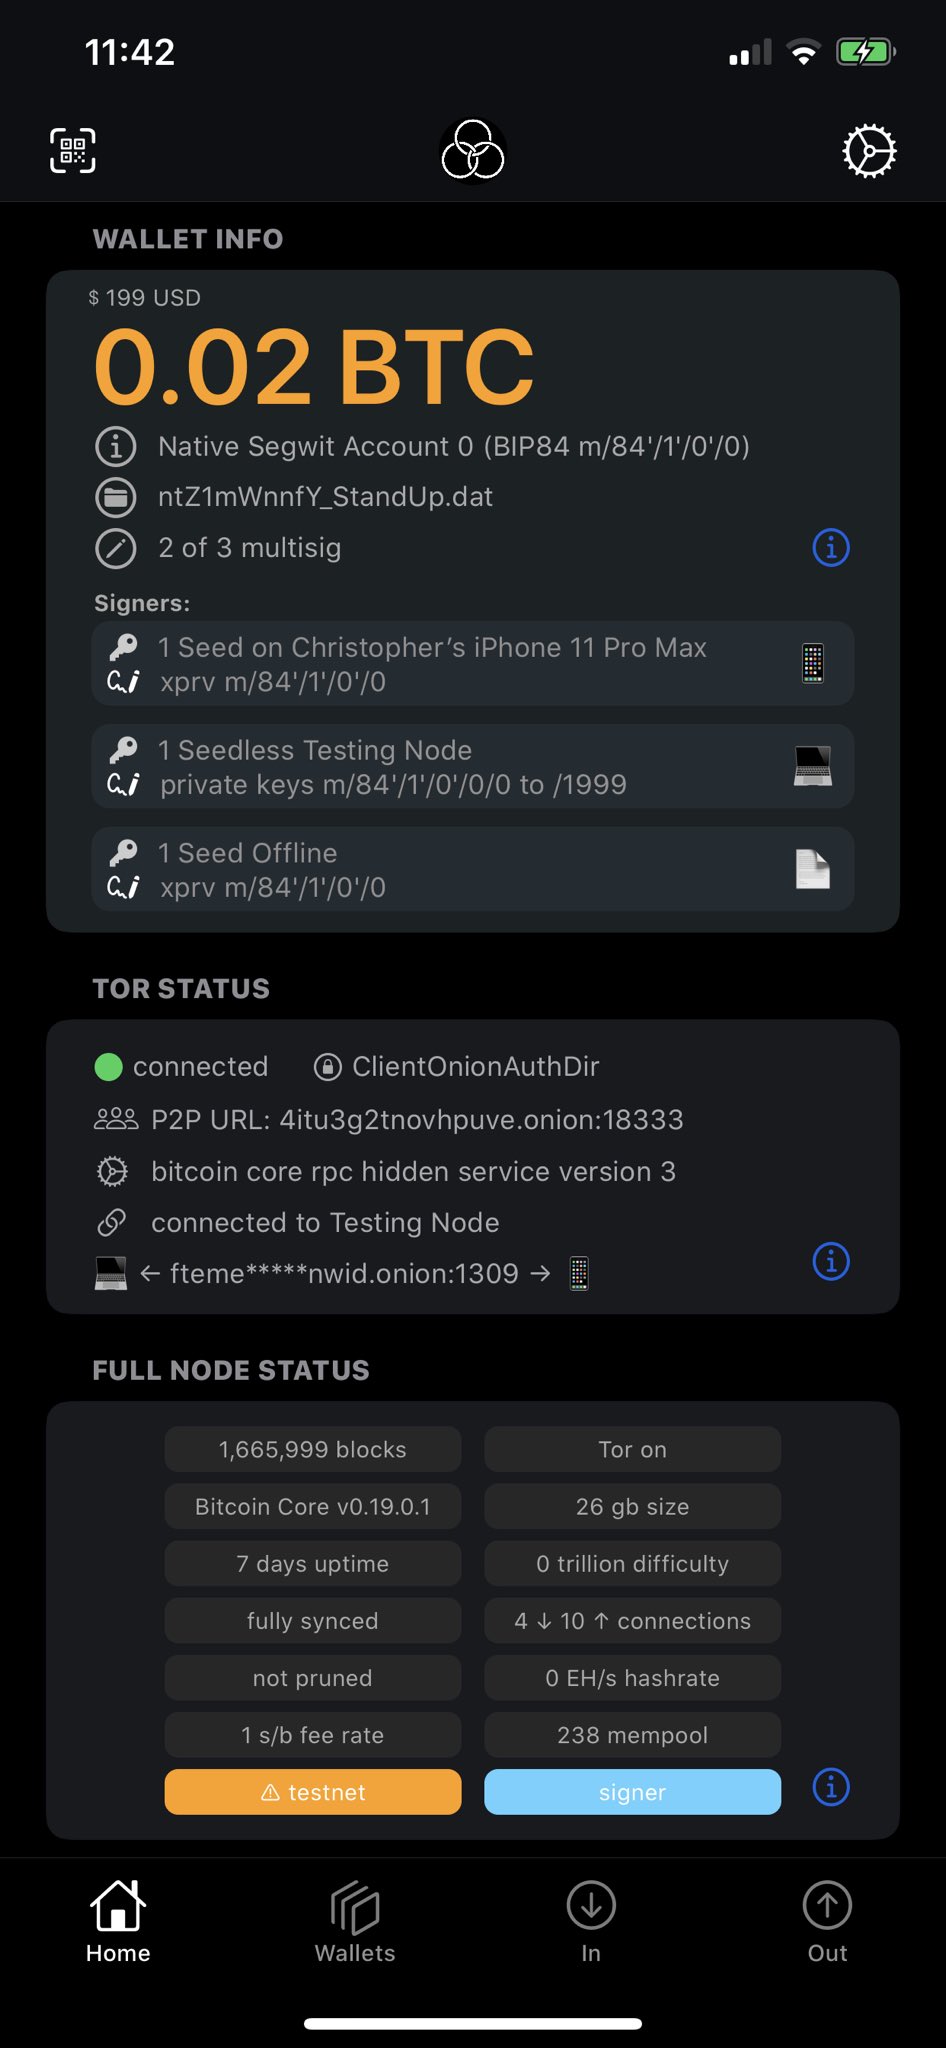 11:42
WALLET INFO
$ 199 USD
0.02 BTC
Native Segwit Account 0 (BIP84 m/84'/1'/0'/0)
ntZ1mWnnfY_StandUp.dat
2 of 3 multisig
Signers:
1 Seed on Christopher’s iPhone 11 Pro Max
xprv m/84'/1'/0'/0
1 Seedless Testing Node
private keys m/84'/1'/0'/0/0 to /1999
1 Seed Offline
xprv m/84'/1'/0'/0
TOR STATUS
connected ClientOnionAuthDir
P2P URL: 4itu3g2tnovhpuve.onion:18333
bitcoin core rpc hidden service version 3
connected to Testing Node
← fteme*****nwid.onion:1309 →
FULL NODE STATUS
1,665,999 blocks Tor on
Bitcoin Core v0.19.0.1 26 gb size
7 days uptime 0 trillion difficulty
fully synced 4 ↓ 10 ↑ connections
not pruned 0 EH/s hashrate
1 s/b fee rate 238 mempool
⚠ testnet signer
Home Wallets In Out